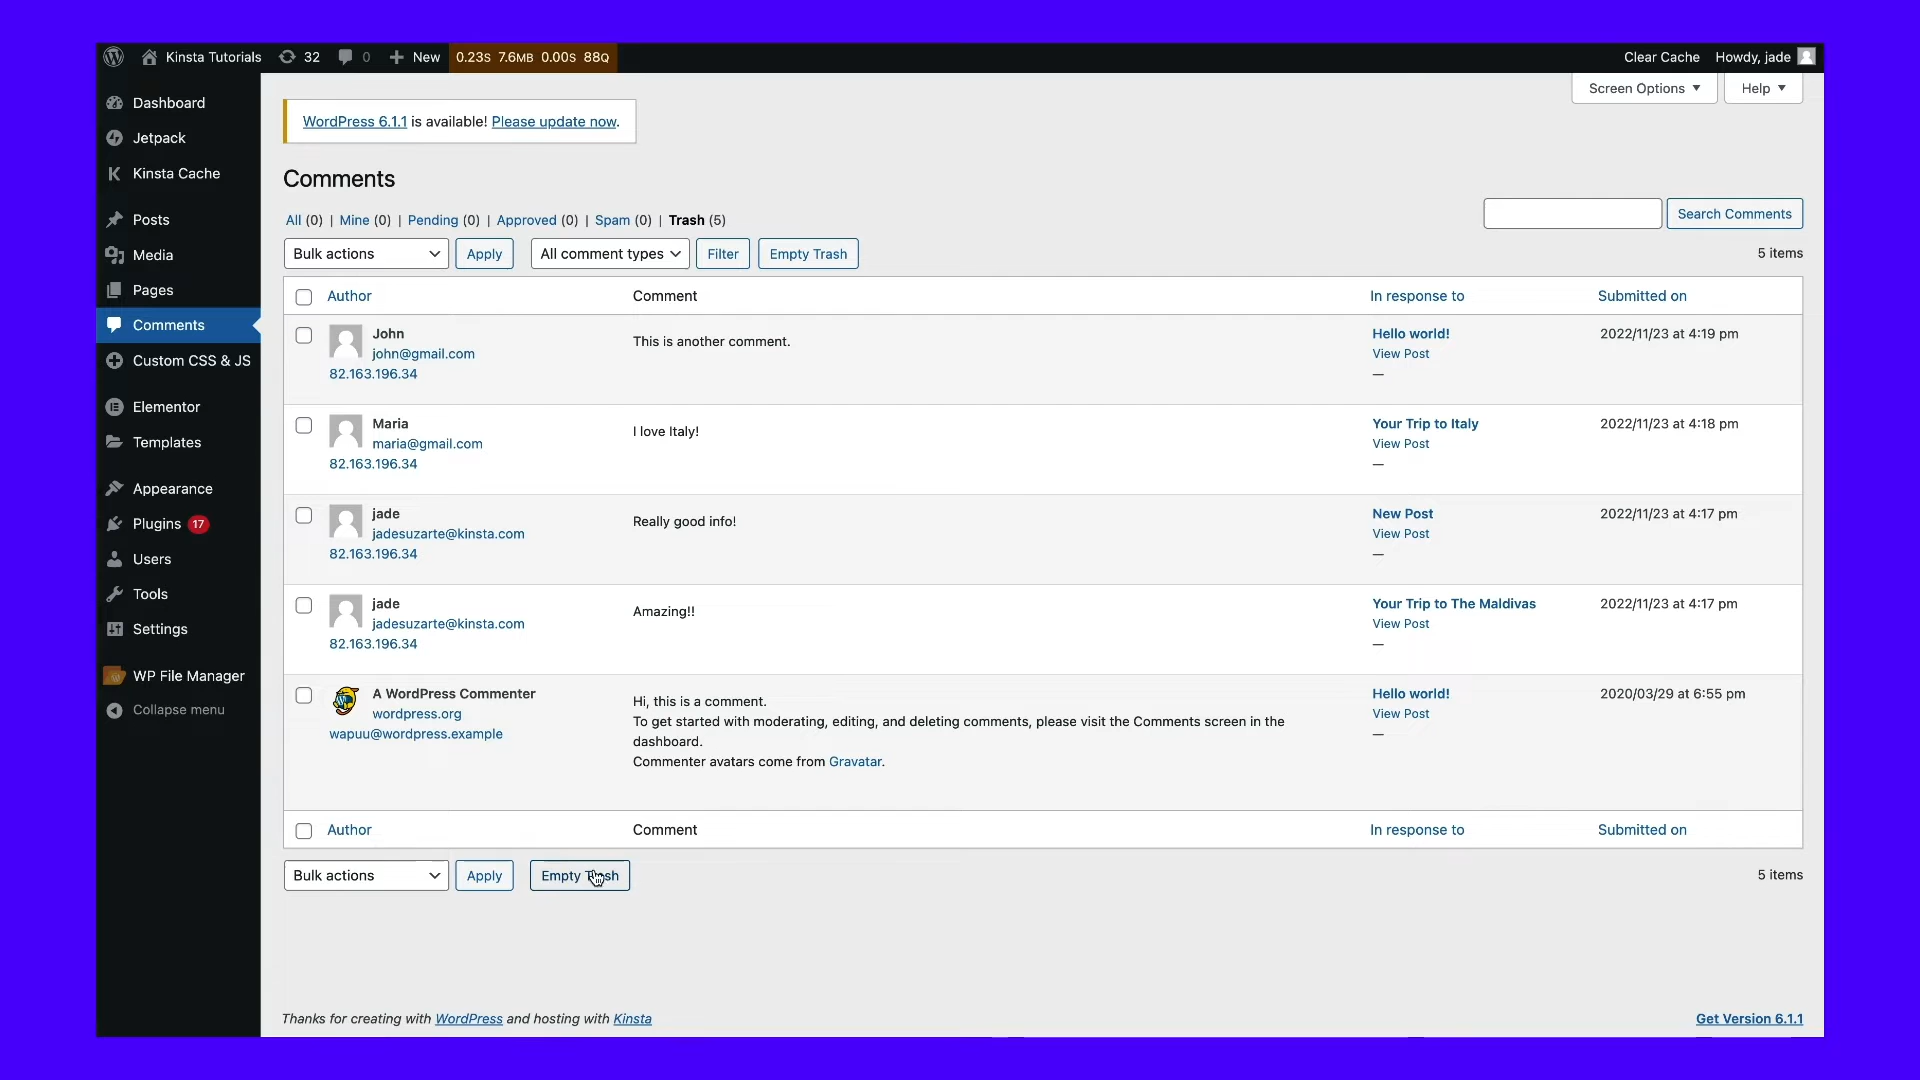 Kinsta Tutorials 32 0 New 0.23S 7.6MB 0.00S 88Q Clear Cache Howdy, jade
Screen Options Help
Dashboard
Jetpack
Kinsta Cache
Posts
Media
Pages
Comments
Custom CSS & JS
Elementor
Templates
Appearance
Plugins 17
Users
Tools
Settings
WP File Manager
Collapse menu
WordPress 6.1.1 is available! Please update now.
Comments
All (0) | Mine (0) | Pending (0) | Approved (0) | Spam (0) | Trash (5)
Search Comments
Bulk actions Apply All comment types Filter Empty Trash 5 items
Author Comment In response to Submitted on
John This is another comment. Hello world! 2022/11/23 at 4:19 pm
john@gmail.com View Post
82.163.196.34 —
Maria I love Italy! Your Trip to Italy 2022/11/23 at 4:18 pm
maria@gmail.com View Post
82.163.196.34 —
jade Really good info! New Post 2022/11/23 at 4:17 pm
jadesuzarte@kinsta.com View Post
82.163.196.34 —
jade Amazing!! Your Trip to The Maldivas 2022/11/23 at 4:17 pm
jadesuzarte@kinsta.com View Post
82.163.196.34 —
A WordPress Commenter Hi, this is a comment. Hello world! 2020/03/29 at 6:55 pm
wordpress.org To get started with moderating, editing, and deleting comments, please visit the Comments screen in the View Post
wapuu@wordpress.example dashboard. —
Commenter avatars come from Gravatar.
Author Comment In response to Submitted on
Bulk actions Apply Empty Trash 5 items
Thanks for creating with WordPress and hosting with Kinsta Get Version 6.1.1